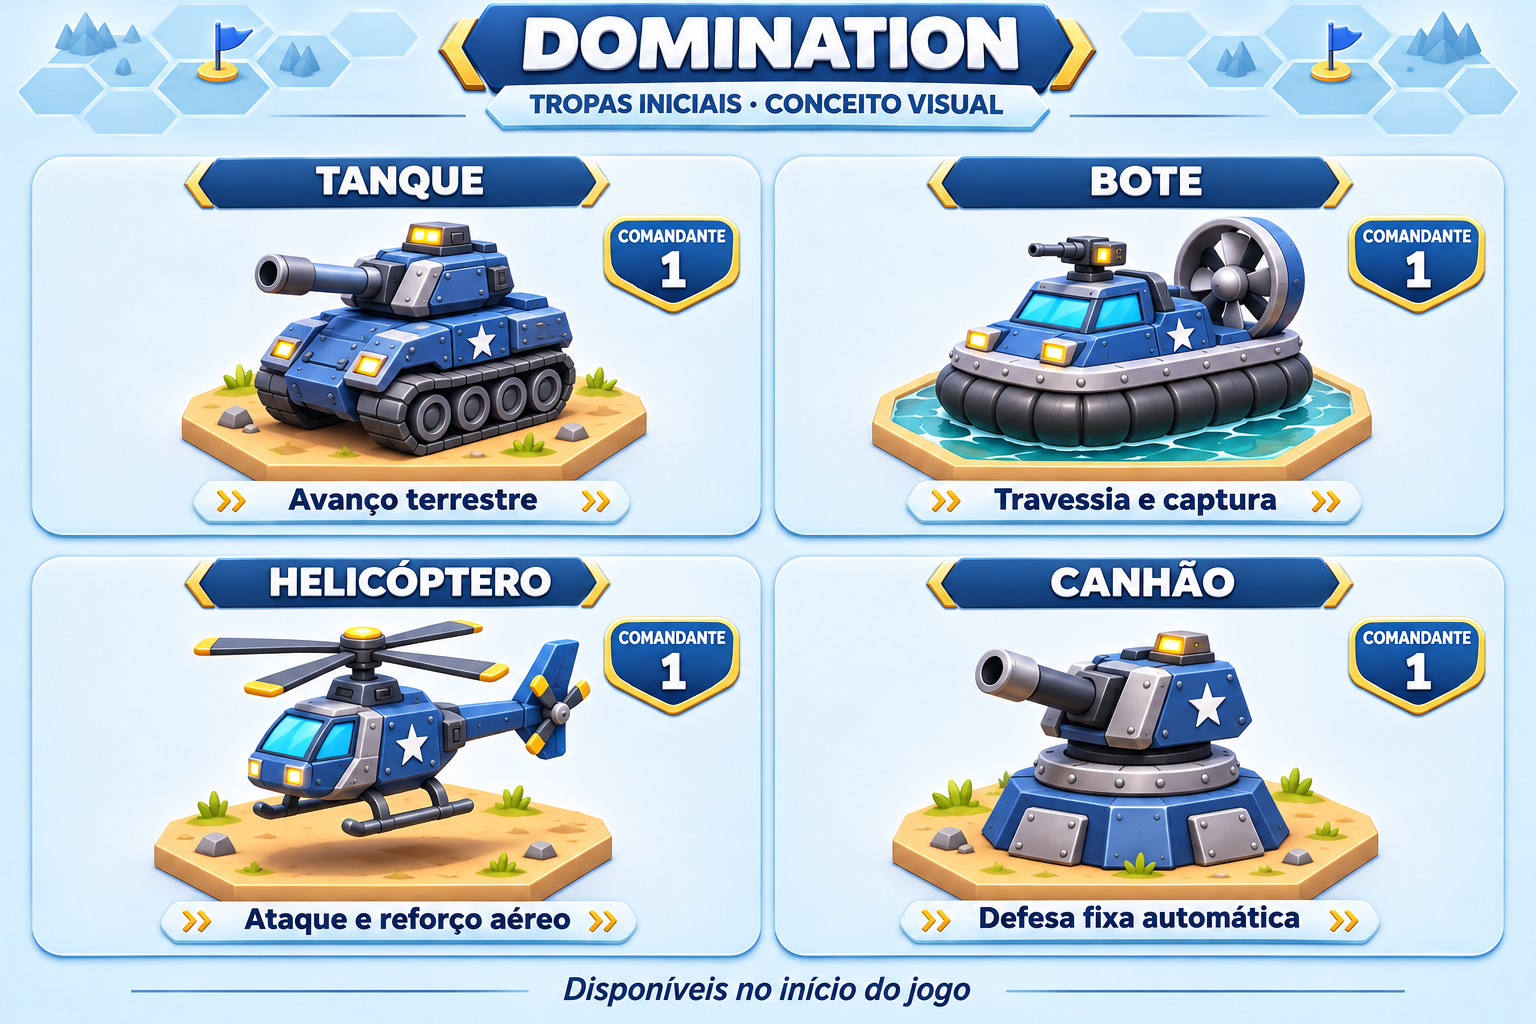 DOMINATION
TROPAS INICIAIS · CONCEITO VISUAL
TANQUE
COMANDANTE
1
Avanço terrestre
BOTE
COMANDANTE
1
Travessia e captura
HELICÓPTERO
COMANDANTE
1
Ataque e reforço aéreo
CANHÃO
COMANDANTE
1
Defesa fixa automática
Disponíveis no início do jogo